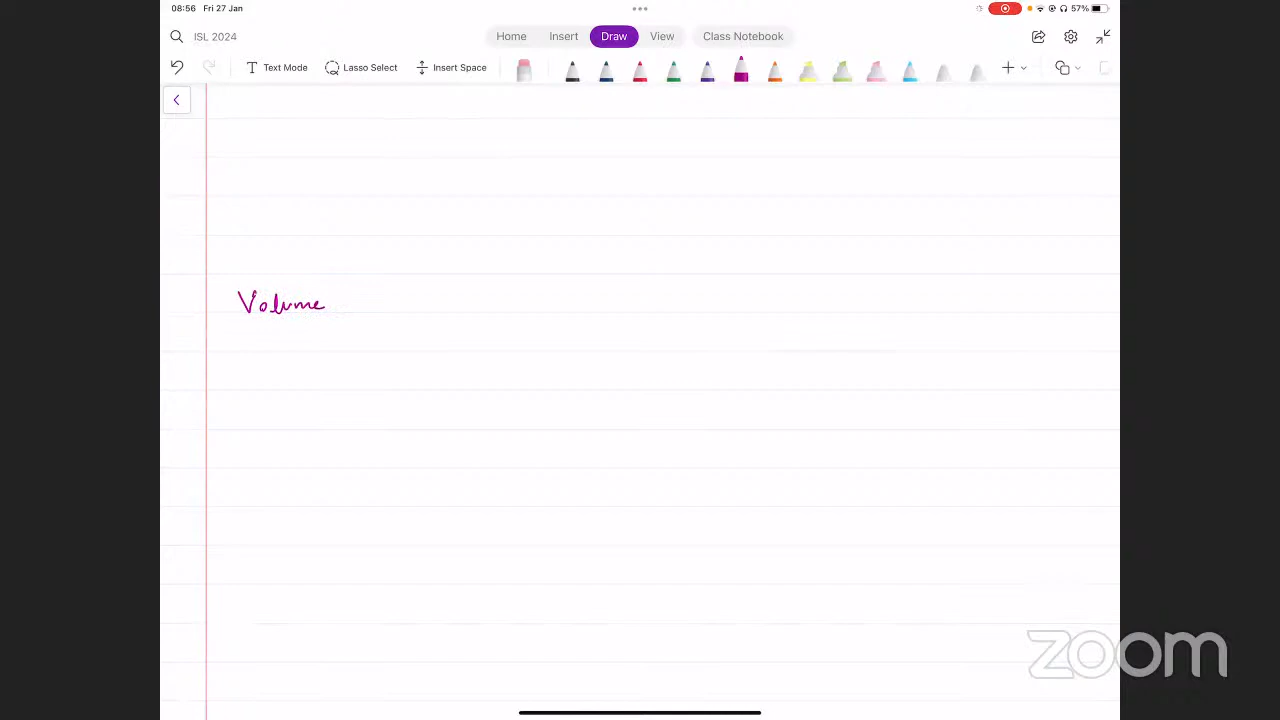 08:56 Fri 27 Jan 57%
ISL 2024 Home Insert Draw View Class Notebook
Text Mode Lasso Select Insert Space
Volume
zoom